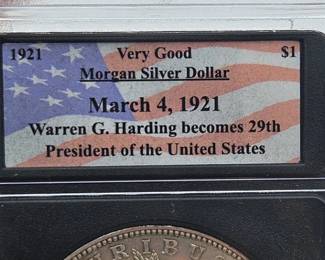 1921 Very Good $1
Morgan Silver Dollar
March 4, 1921
Warren G. Harding becomes 29th
President of the United States
URIBUS